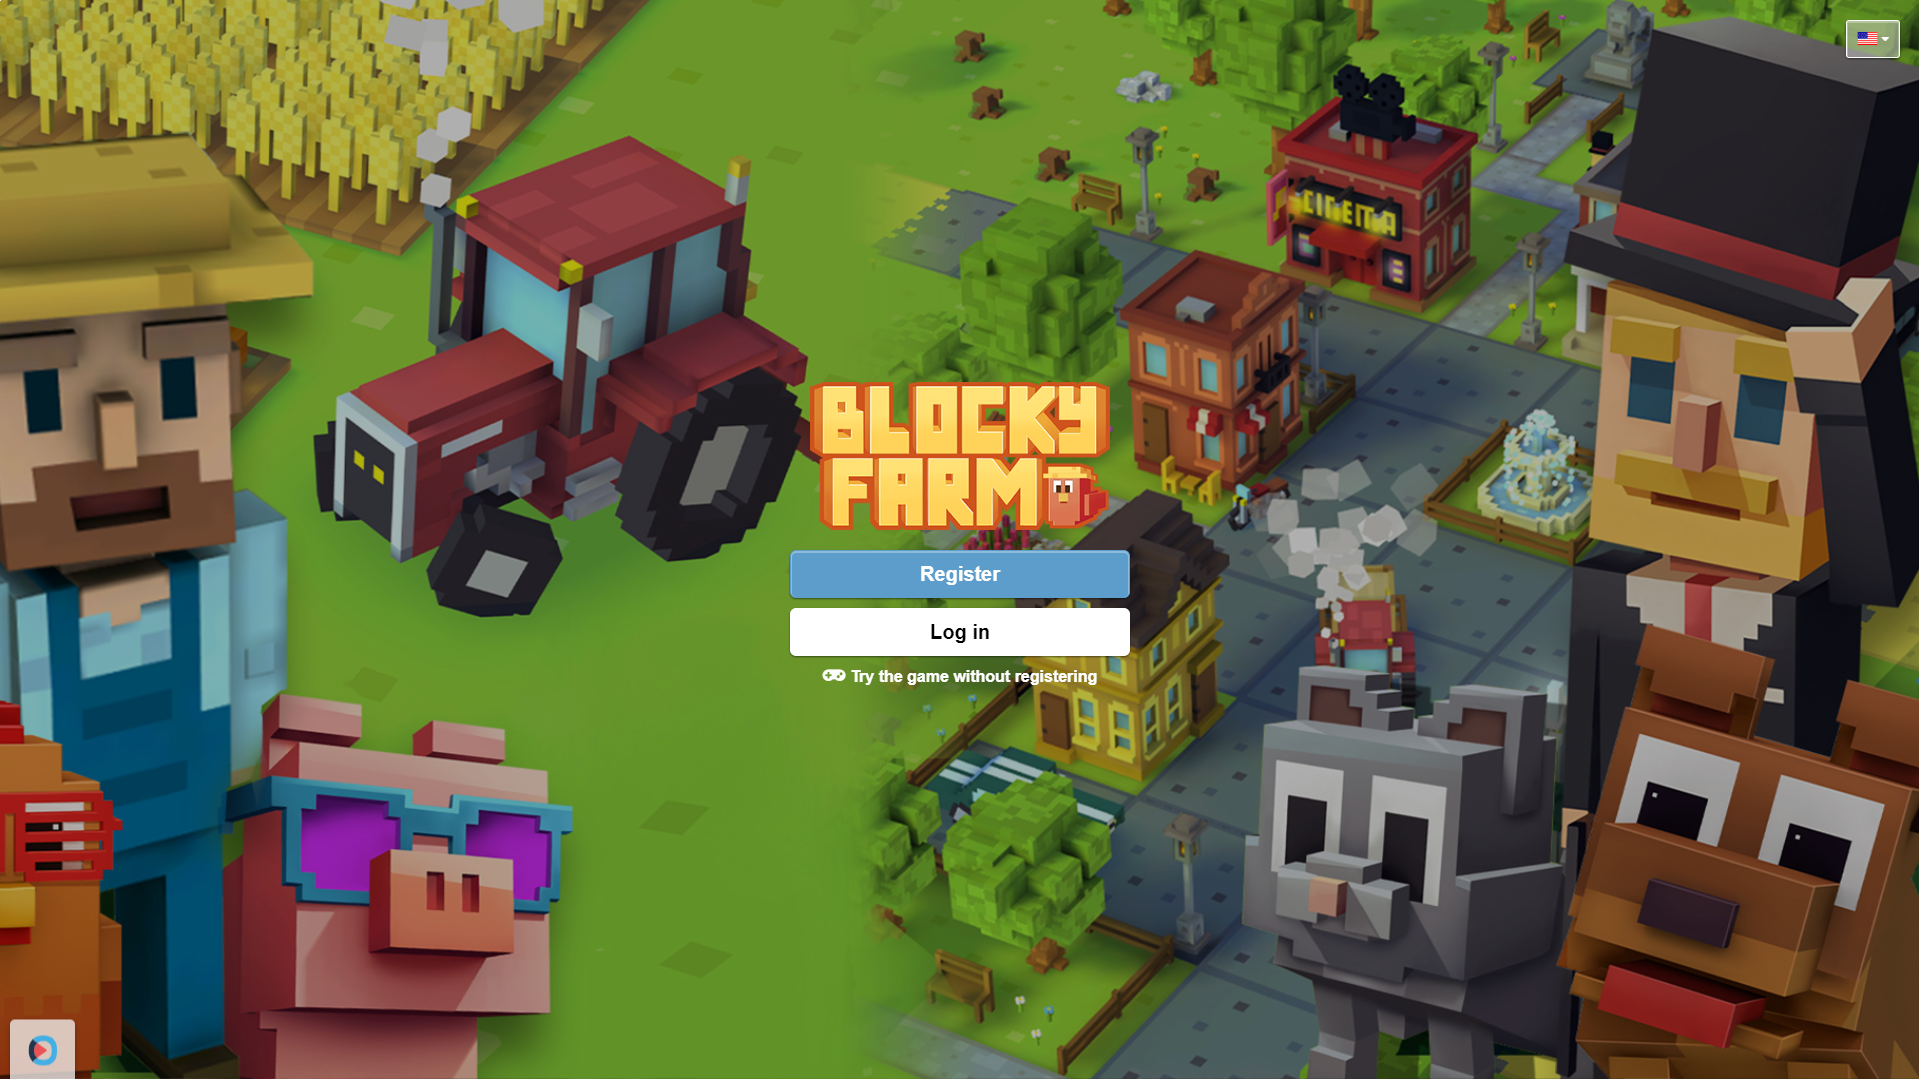 CINEMA
BLOCKY
FARM
Register
Log in
Try the game without registering